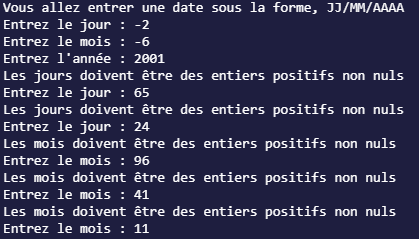 Vous allez entrer une date sous la forme, JJ/MM/AAAA
Entrez le jour : -2
Entrez le mois : -6
Entrez l'année : 2001
Les jours doivent être des entiers positifs non nuls
Entrez le jour : 65
Les jours doivent être des entiers positifs non nuls
Entrez le jour : 24
Les mois doivent être des entiers positifs non nuls
Entrez le mois : 96
Les mois doivent être des entiers positifs non nuls
Entrez le mois : 41
Les mois doivent être des entiers positifs non nuls
Entrez le mois : 11